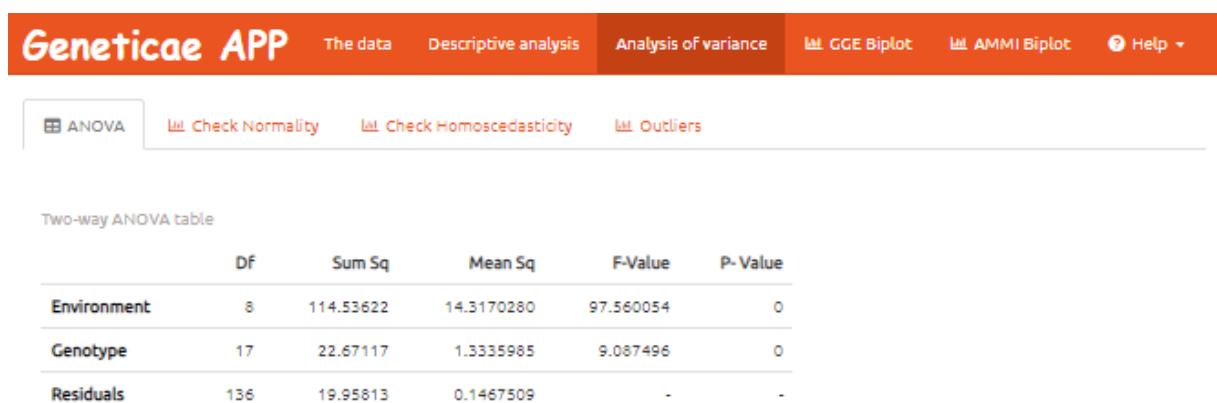 Geneticae APP The data Descriptive analysis Analysis of variance GGE Biplot AMMI Biplot Help
ANOVA Check Normality Check Homoscedasticity Outliers
Two-way ANOVA table
Df Sum Sq Mean Sq F-Value P- Value
Environment 8 114.53622 14.3170280 97.560054 0
Genotype 17 22.67117 1.3335985 9.087496 0
Residuals 136 19.95813 0.1467509 - -